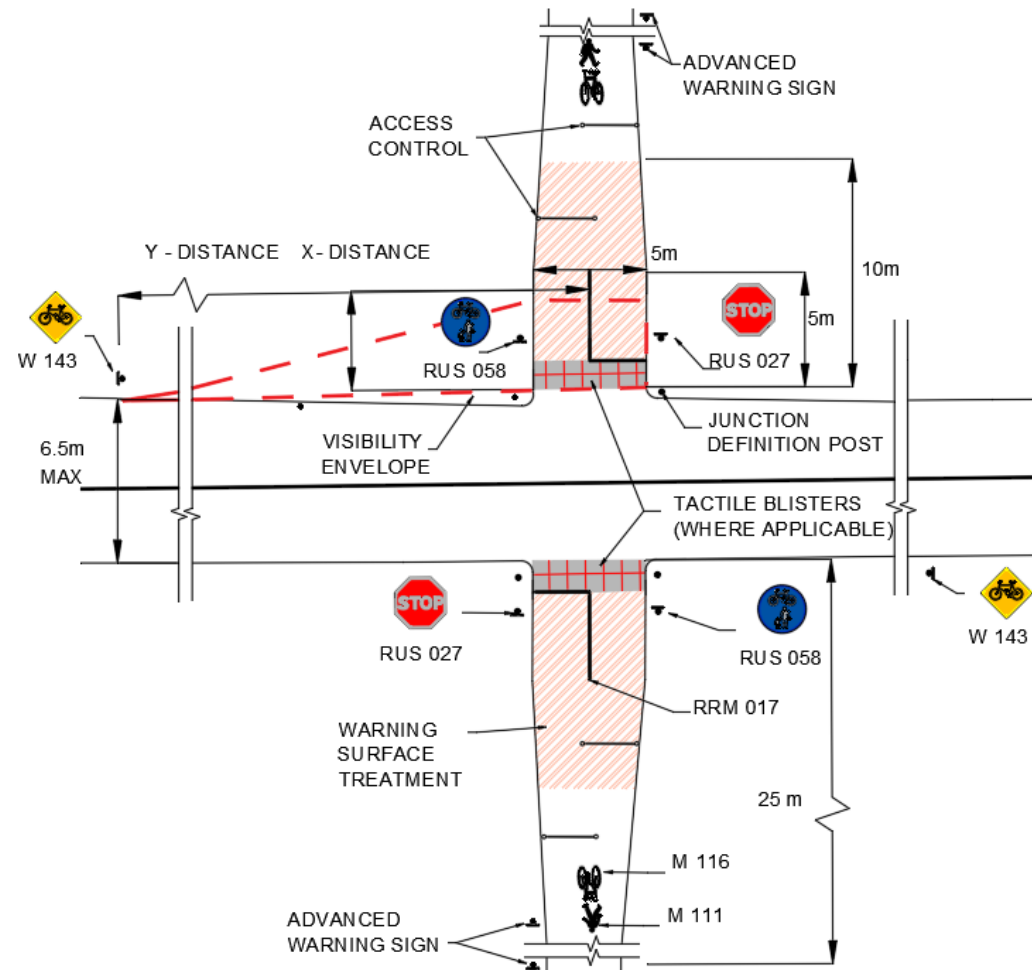 ADVANCED
WARNING SIGN
ACCESS
CONTROL
Y - DISTANCE
X - DISTANCE
5m
10m
5m
W 143
RUS 058
STOP
RUS 027
6.5m
MAX
VISIBILITY
ENVELOPE
JUNCTION
DEFINITION POST
TACTILE BLISTERS
(WHERE APPLICABLE)
STOP
RUS 027
RUS 058
W 143
RRM 017
WARNING
SURFACE
TREATMENT
25 m
M 116
M 111
ADVANCED
WARNING SIGN